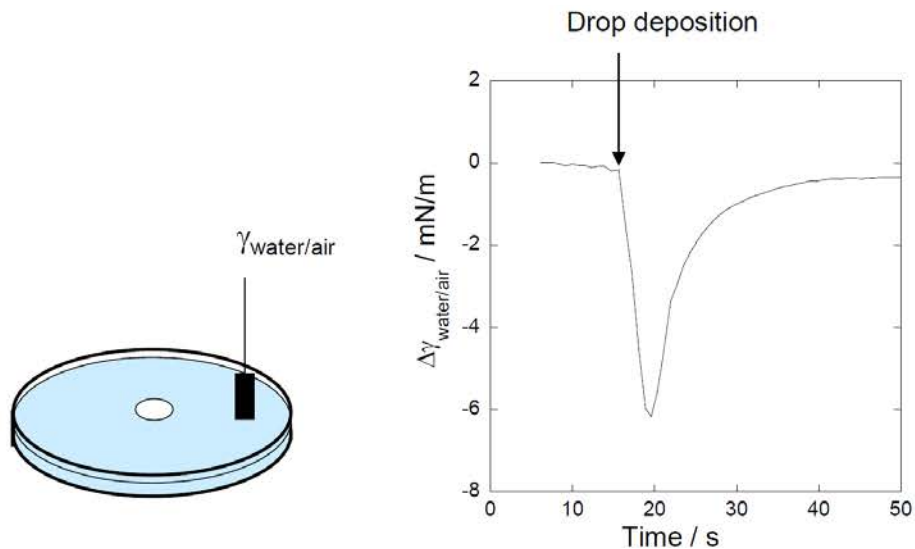 Drop deposition
γwater/air
2
0
-2
-4
-6
-8
Δγwater/air / mN/m
0 10 20 30 40 50
Time / s